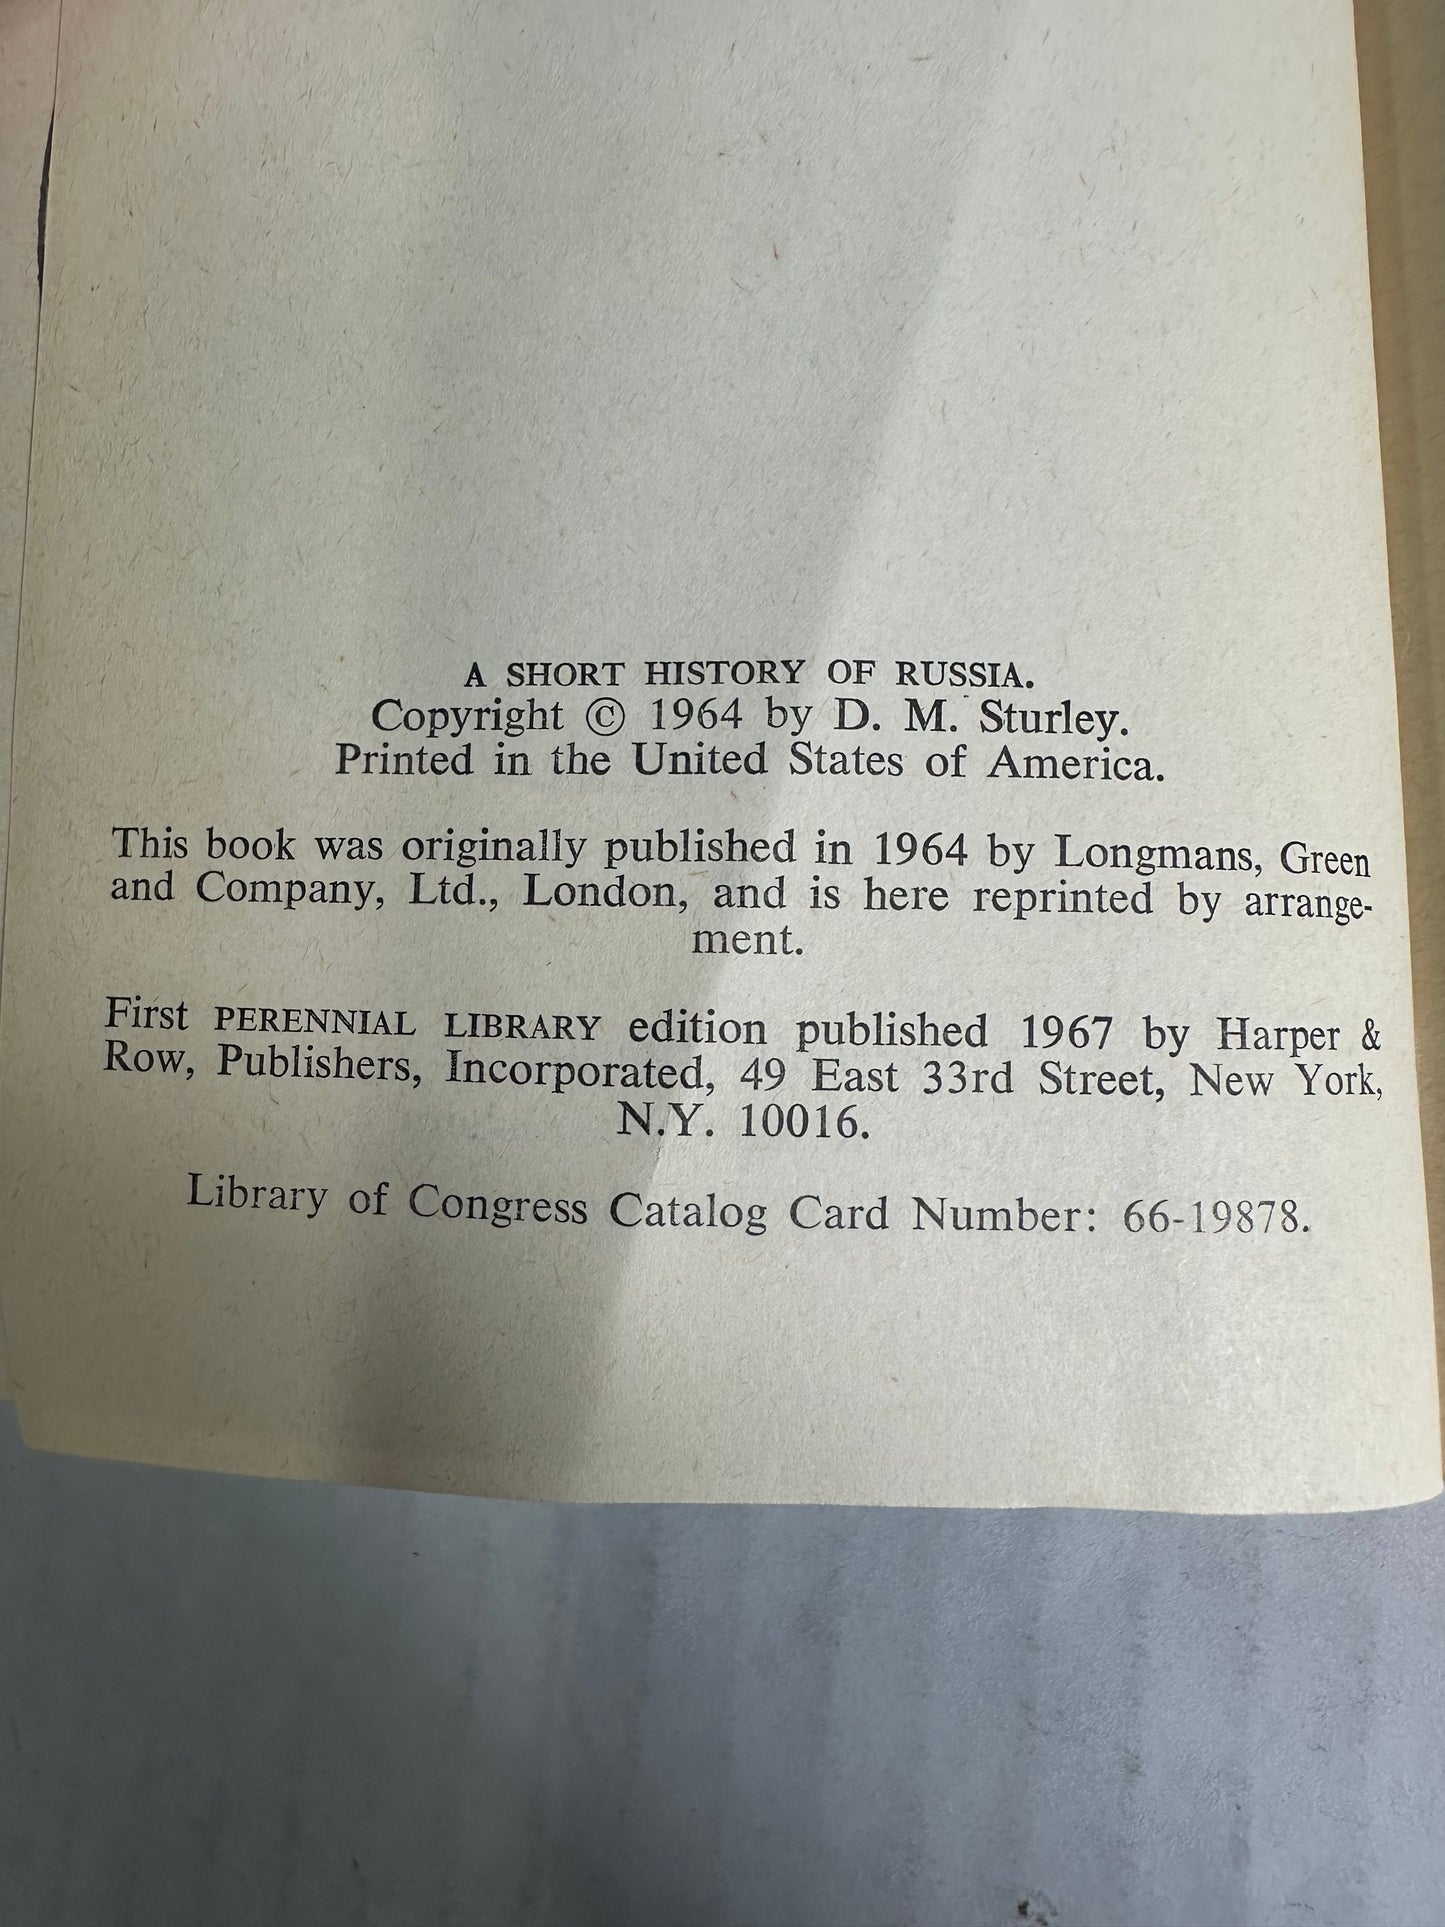 A SHORT HISTORY OF RUSSIA.
Copyright © 1964 by D. M. Sturley.
Printed in the United States of America.
This book was originally published in 1964 by Longmans, Green
and Company, Ltd., London, and is here reprinted by arrange-
ment.
First PERENNIAL LIBRARY edition published 1967 by Harper &
Row, Publishers, Incorporated, 49 East 33rd Street, New York,
N.Y. 10016.
Library of Congress Catalog Card Number: 66-19878.